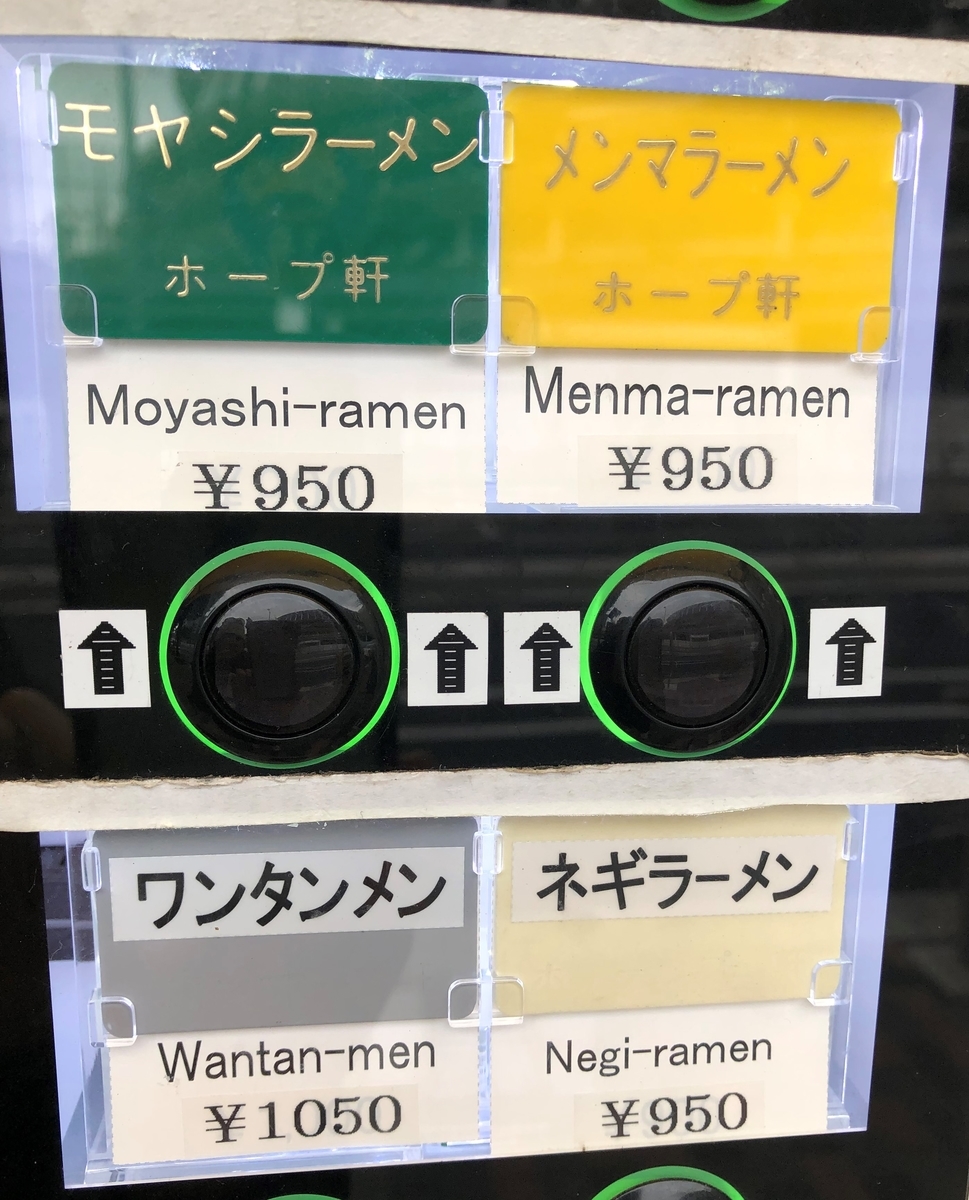 モヤシラーメン
ホープ軒
Moyashi-ramen
¥950
メンマラーメン
ホープ軒
Menma-ramen
¥950
ワンタンメン
Wantan-men
¥1050
ネギラーメン
Negi-ramen
¥950